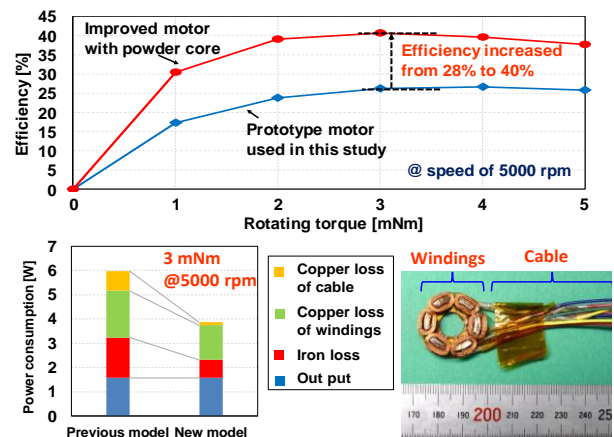 Improved motor
with powder core
Efficiency increased
from 28% to 40%
Prototype motor
used in this study
@ speed of 5000 rpm
Efficiency [%]
45
40
35
30
25
20
15
10
5
0
0 1 2 3 4 5
Rotating torque [mNm]
Power consumption [W]
7
6
5
4
3
2
1
0
3 mNm
@5000 rpm
Previous model New model
Copper loss
of cable
Copper loss
of windings
Iron loss
Out put
Windings Cable
170 180 190 200 210 220 230 240 25